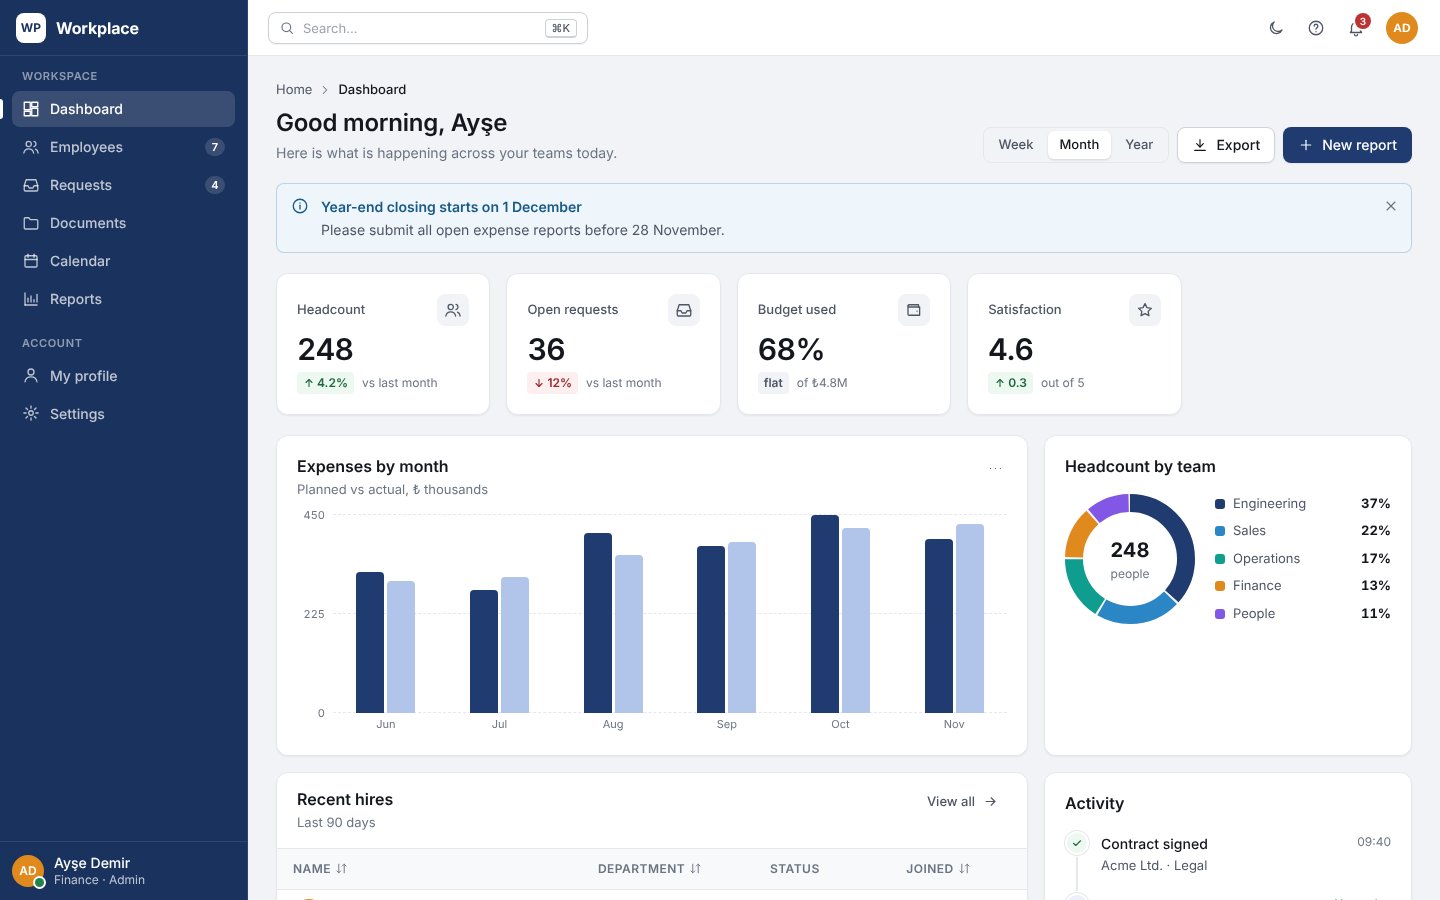 WP Workplace
WORKSPACE
Dashboard
Employees 7
Requests 4
Documents
Calendar
Reports
ACCOUNT
My profile
Settings
AD Ayşe Demir
Finance · Admin
Search... ⌘K
3
AD
Home > Dashboard
Good morning, Ayşe
Here is what is happening across your teams today.
Week Month Year Export + New report
Year-end closing starts on 1 December
Please submit all open expense reports before 28 November.
Headcount
248
↑ 4.2% vs last month
Open requests
36
↓ 12% vs last month
Budget used
68%
flat of ₺4.8M
Satisfaction
4.6
↑ 0.3 out of 5
Expenses by month
Planned vs actual, ₺ thousands
450
225
0
Jun Jul Aug Sep Oct Nov
Headcount by team
248
people
Engineering 37%
Sales 22%
Operations 17%
Finance 13%
People 11%
Recent hires
Last 90 days
View all →
NAME DEPARTMENT STATUS JOINED
Activity
Contract signed 09:40
Acme Ltd. · Legal